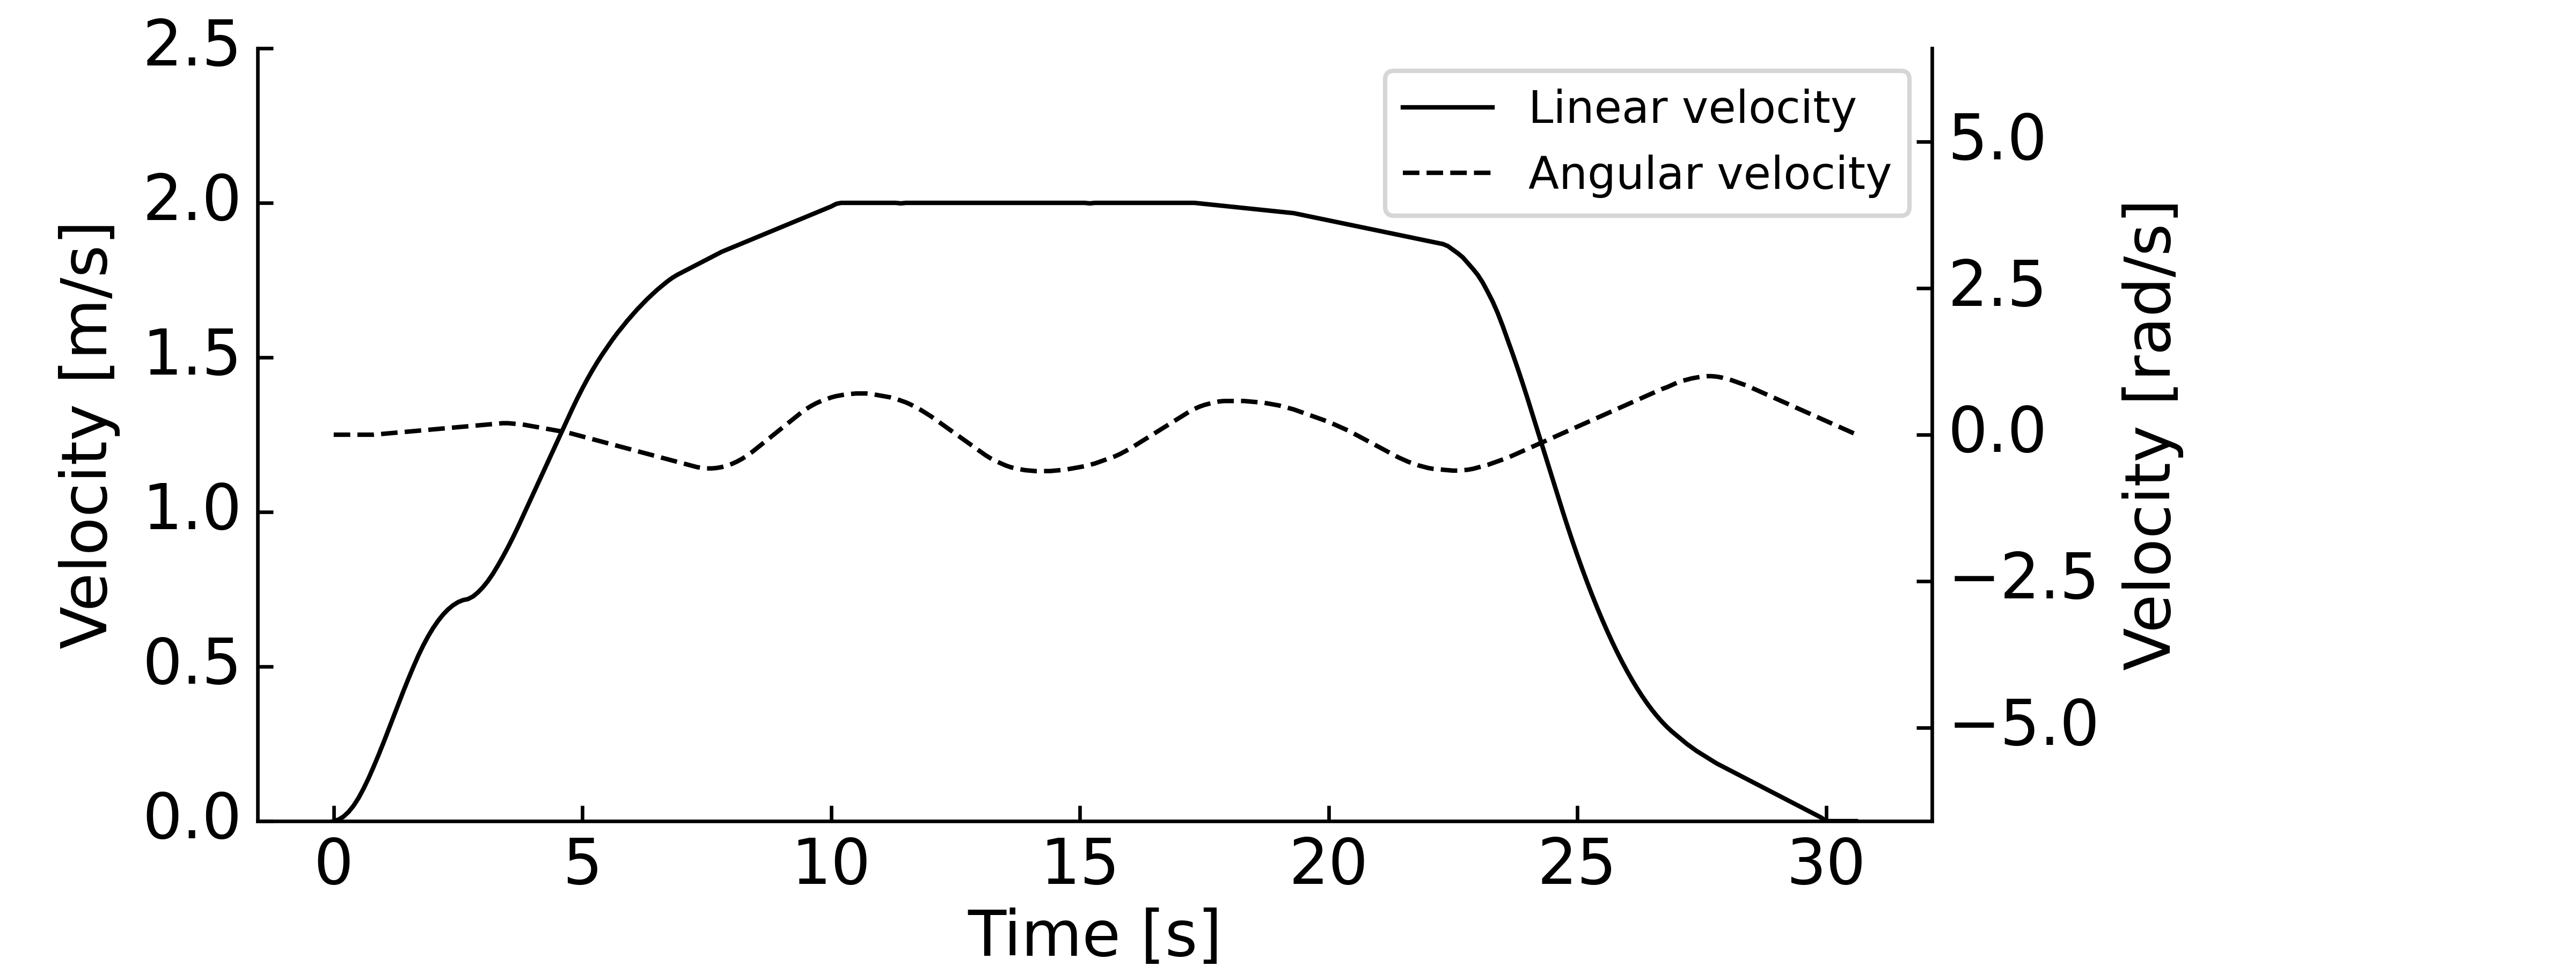 2.5
2.0
1.5
1.0
0.5
0.0
Velocity [m/s]
Linear velocity
Angular velocity
5.0
2.5
0.0
−2.5
−5.0
Velocity [rad/s]
0 5 10 15 20 25 30
Time [s]